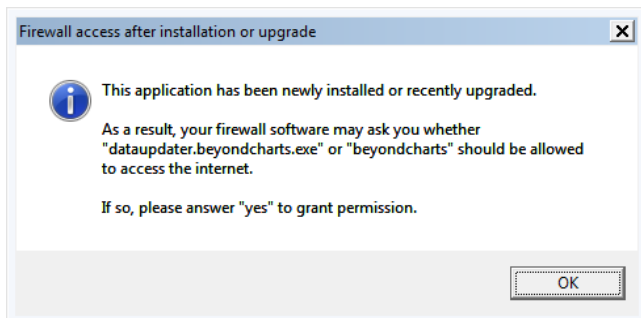 Firewall access after installation or upgrade
This application has been newly installed or recently upgraded.
As a result, your firewall software may ask you whether
"dataupdater.beyondcharts.exe" or "beyondcharts" should be allowed
to access the internet.
If so, please answer "yes" to grant permission.
OK